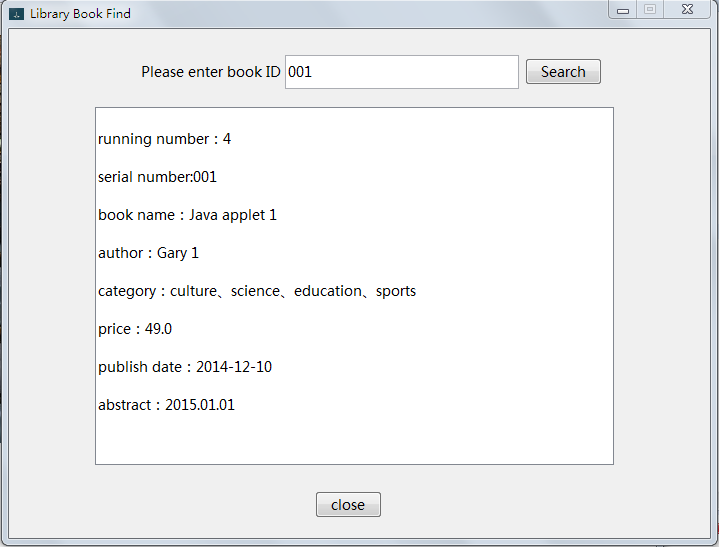 Library Book Find
Please enter book ID 001 Search
running number：4
serial number:001
book name：Java applet 1
author：Gary 1
category：culture、science、education、sports
price：49.0
publish date：2014-12-10
abstract：2015.01.01
close